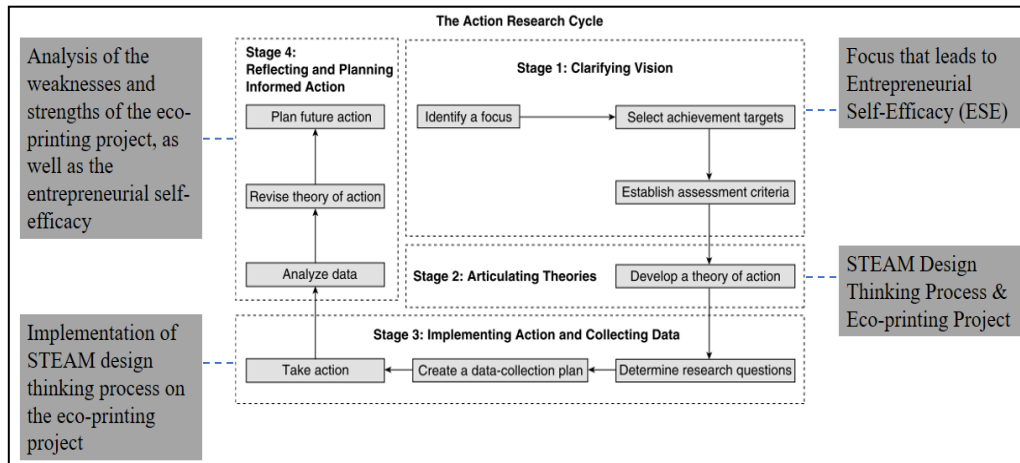 The Action Research Cycle
Analysis of the
weaknesses and
strengths of the eco-
printing project, as
well as the
entrepreneurial self-
efficacy
Stage 4:
Reflecting and Planning
Informed Action
Plan future action
Revise theory of action
Analyze data
Stage 1: Clarifying Vision
Identify a focus
Select achievement targets
Establish assessment criteria
Focus that leads to
Entrepreneurial
Self-Efficacy (ESE)
Stage 2: Articulating Theories
Develop a theory of action
STEAM Design
Thinking Process &
Eco-printing Project
Implementation of
STEAM design
thinking process on
the eco-printing
project
Stage 3: Implementing Action and Collecting Data
Take action
Create a data-collection plan
Determine research questions